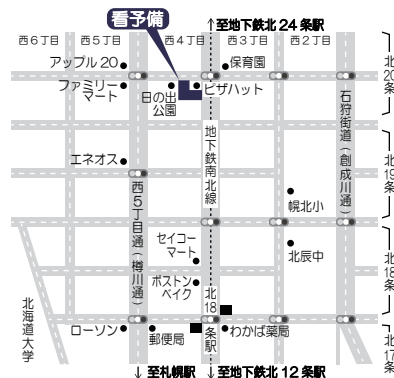 看予備
↑至地下鉄北24条駅
西6丁目
西5丁目
西4丁目
西3丁目
西2丁目
アップル20
保育園
北20条
ファミリー
マート
日の出
公園
ピザハット
地下鉄南北線
石狩街道(創成川通)
エネオス
北19条
西5丁目通(樽川通)
幌北小
セイコー
マート
北辰中
北18条
ボストン
ベイク
北18条駅
北海道大学
ローソン
郵便局
わかば薬局
北17条
↓至札幌駅
↓至地下鉄北12条駅